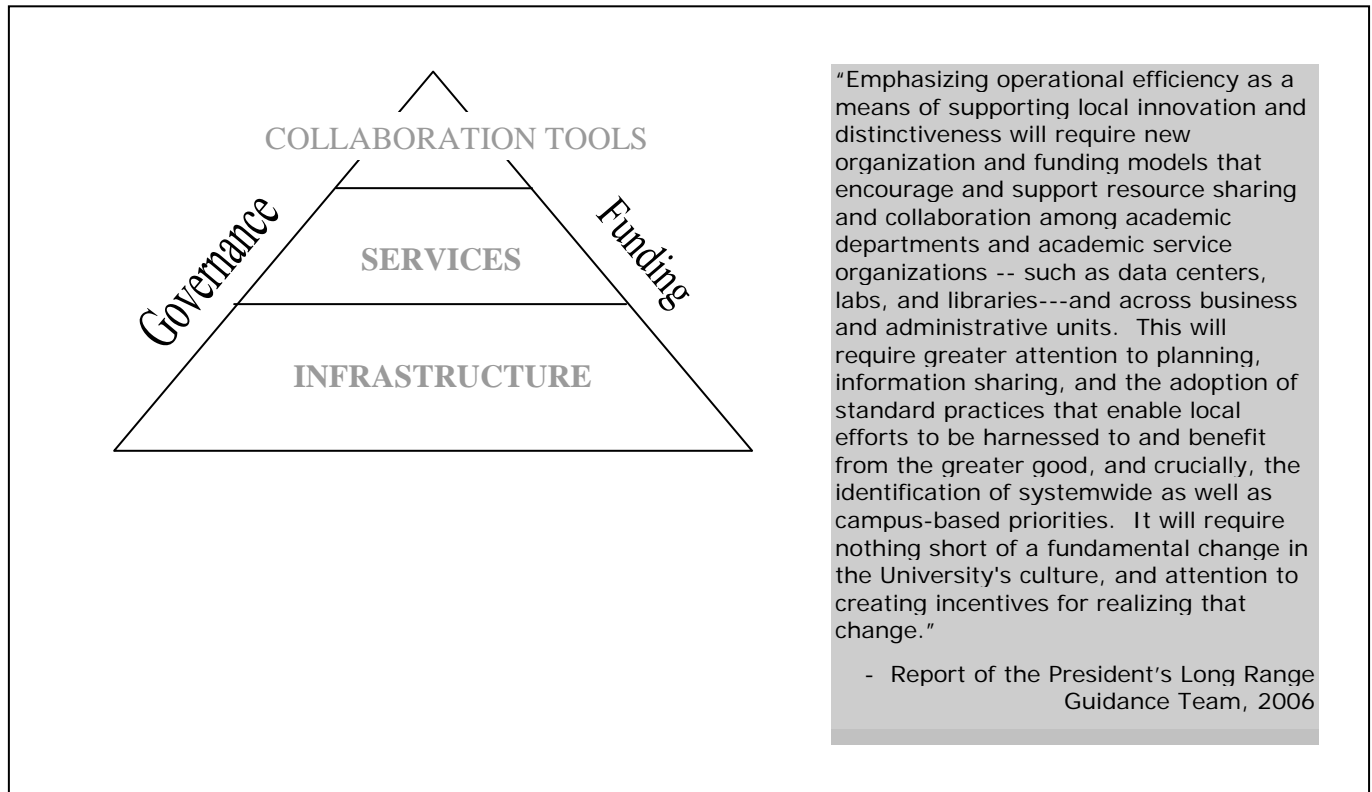 COLLABORATION TOOLS
Governance
Funding
SERVICES
INFRASTRUCTURE
“Emphasizing operational efficiency as a
means of supporting local innovation and
distinctiveness will require new
organization and funding models that
encourage and support resource sharing
and collaboration among academic
departments and academic service
organizations -- such as data centers,
labs, and libraries---and across business
and administrative units.  This will
require greater attention to planning,
information sharing, and the adoption of
standard practices that enable local
efforts to be harnessed to and benefit
from the greater good, and crucially, the
identification of systemwide as well as
campus-based priorities.  It will require
nothing short of a fundamental change in
the University's culture, and attention to
creating incentives for realizing that
change.”
- Report of the President’s Long Range
Guidance Team, 2006